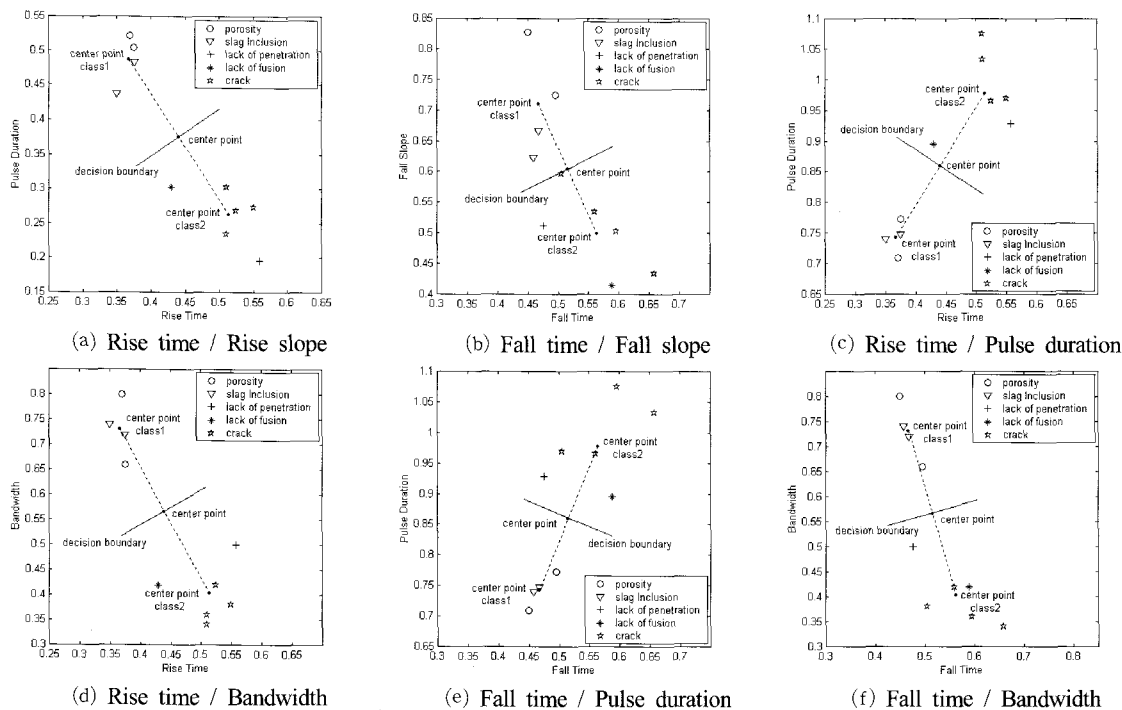 0.55
0.5
0.45
0.4
0.35
0.3
0.25
0.2
0.15
0.25 0.3 0.35 0.4 0.45 0.5 0.55 0.6 0.65
Pulse Duration
Rise Time
porosity
slag Inclusion
lack of penetration
lack of fusion
crack
center point
class1
center point
decision boundary
center point
class2
(a) Rise time / Rise slope
0.85
0.8
0.75
0.7
0.65
0.6
0.55
0.5
0.45
0.4
0.3 0.35 0.4 0.45 0.5 0.55 0.6 0.65 0.7
Fall Slope
Fall Time
porosity
slag Inclusion
lack of penetration
lack of fusion
crack
center point
class1
center point
decision boundary
center point
class2
(b) Fall time / Fall slope
1.1
1.05
1
0.95
0.9
0.85
0.8
0.75
0.7
0.65
0.25 0.3 0.35 0.4 0.45 0.5 0.55 0.6 0.65
Pulse Duration
Rise Time
center point
class2
decision boundary
center point
center point
class1
porosity
slag Inclusion
lack of penetration
lack of fusion
crack
(c) Rise time / Pulse duration
0.8
0.75
0.7
0.65
0.6
0.55
0.5
0.45
0.4
0.35
0.3
0.25 0.3 0.35 0.4 0.45 0.5 0.55 0.6 0.65
Bandwidth
Rise Time
porosity
slag Inclusion
lack of penetration
lack of fusion
crack
center point
class1
center point
decision boundary
center point
class2
(d) Rise time / Bandwidth
1.1
1.05
1
0.95
0.9
0.85
0.8
0.75
0.7
0.65
0.3 0.35 0.4 0.45 0.5 0.55 0.6 0.65 0.7
Pulse Duration
Fall Time
center point
class2
center point
decision boundary
center point
class1
porosity
slag Inclusion
lack of penetration
lack of fusion
crack
(e) Fall time / Pulse duration
0.8
0.75
0.7
0.65
0.6
0.55
0.5
0.45
0.4
0.35
0.3
0.3 0.4 0.5 0.6 0.7 0.8
Bandwidth
Fall Time
porosity
slag Inclusion
lack of penetration
lack of fusion
crack
center point
class1
center point
decision boundary
center point
class2
(f) Fall time / Bandwidth